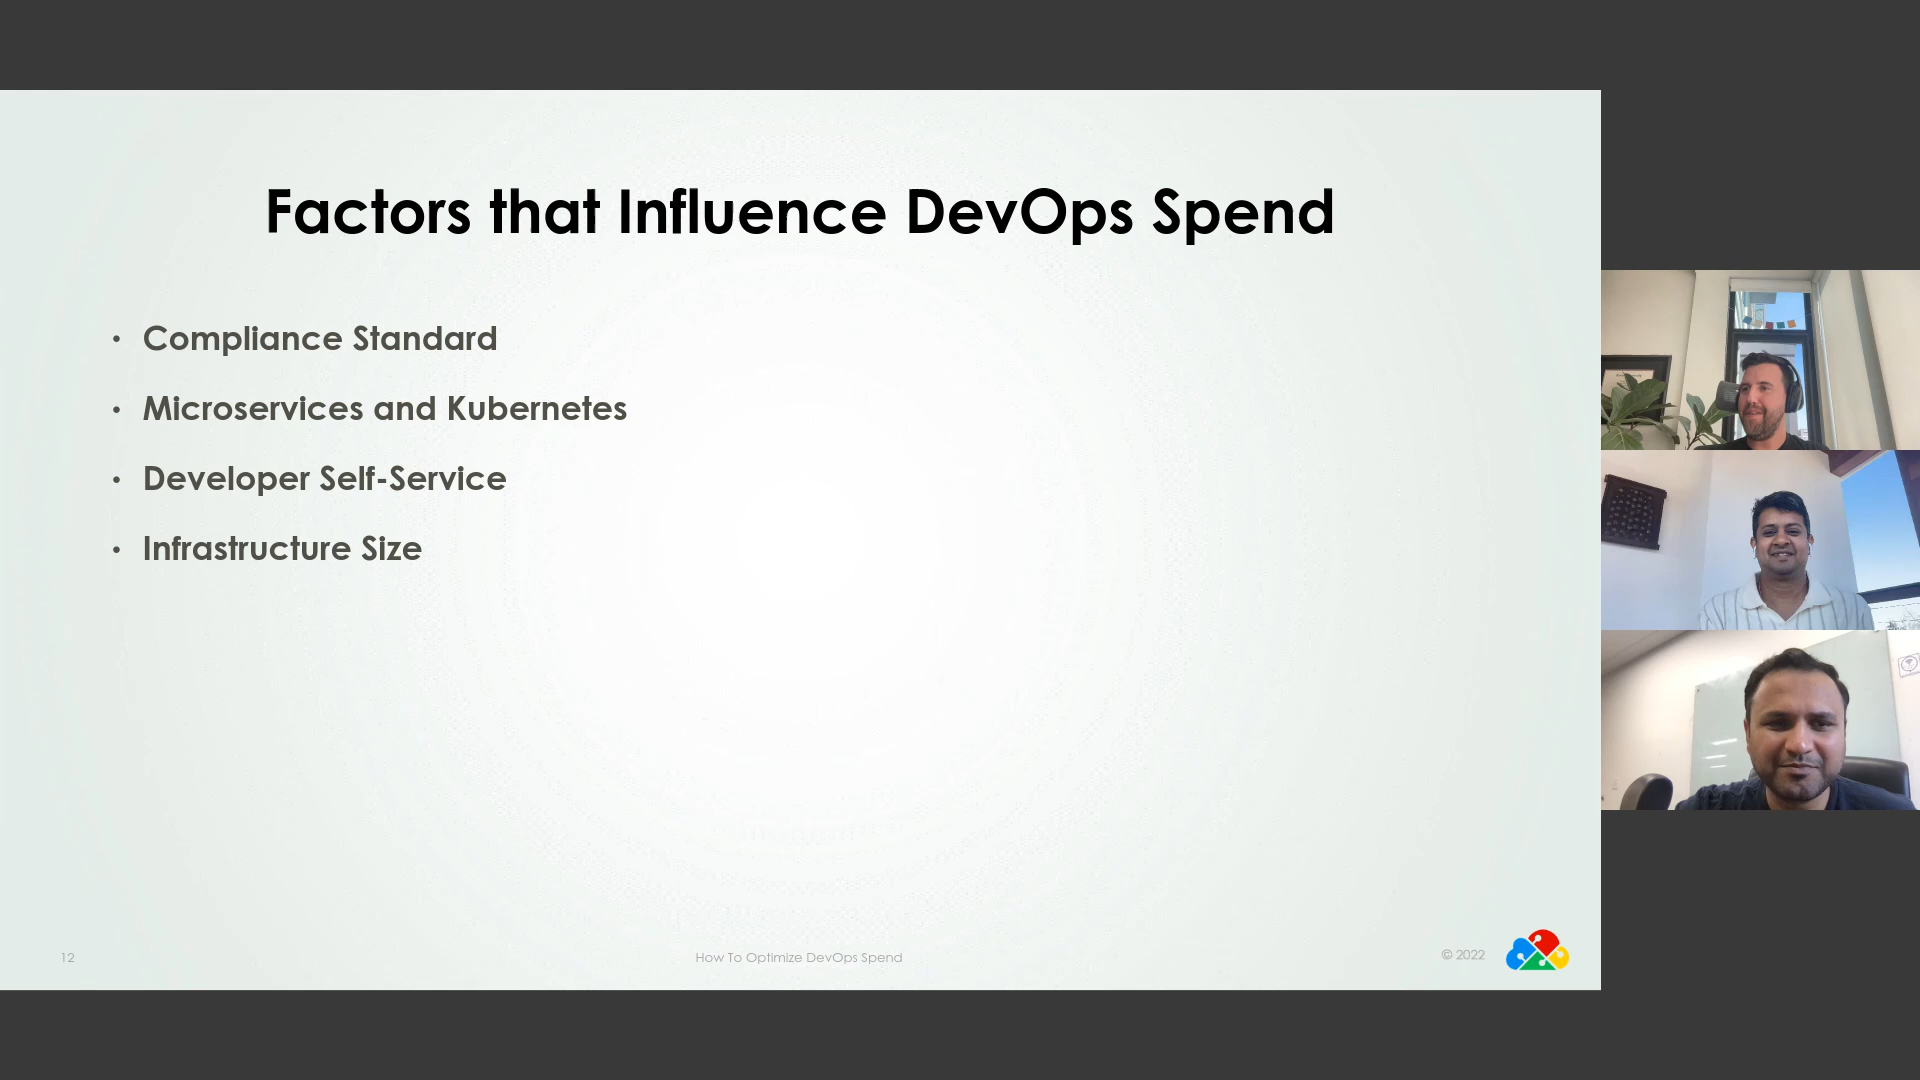 Factors that Influence DevOps Spend
• Compliance Standard
• Microservices and Kubernetes
• Developer Self-Service
• Infrastructure Size
12
How To Optimize DevOps Spend
© 2022